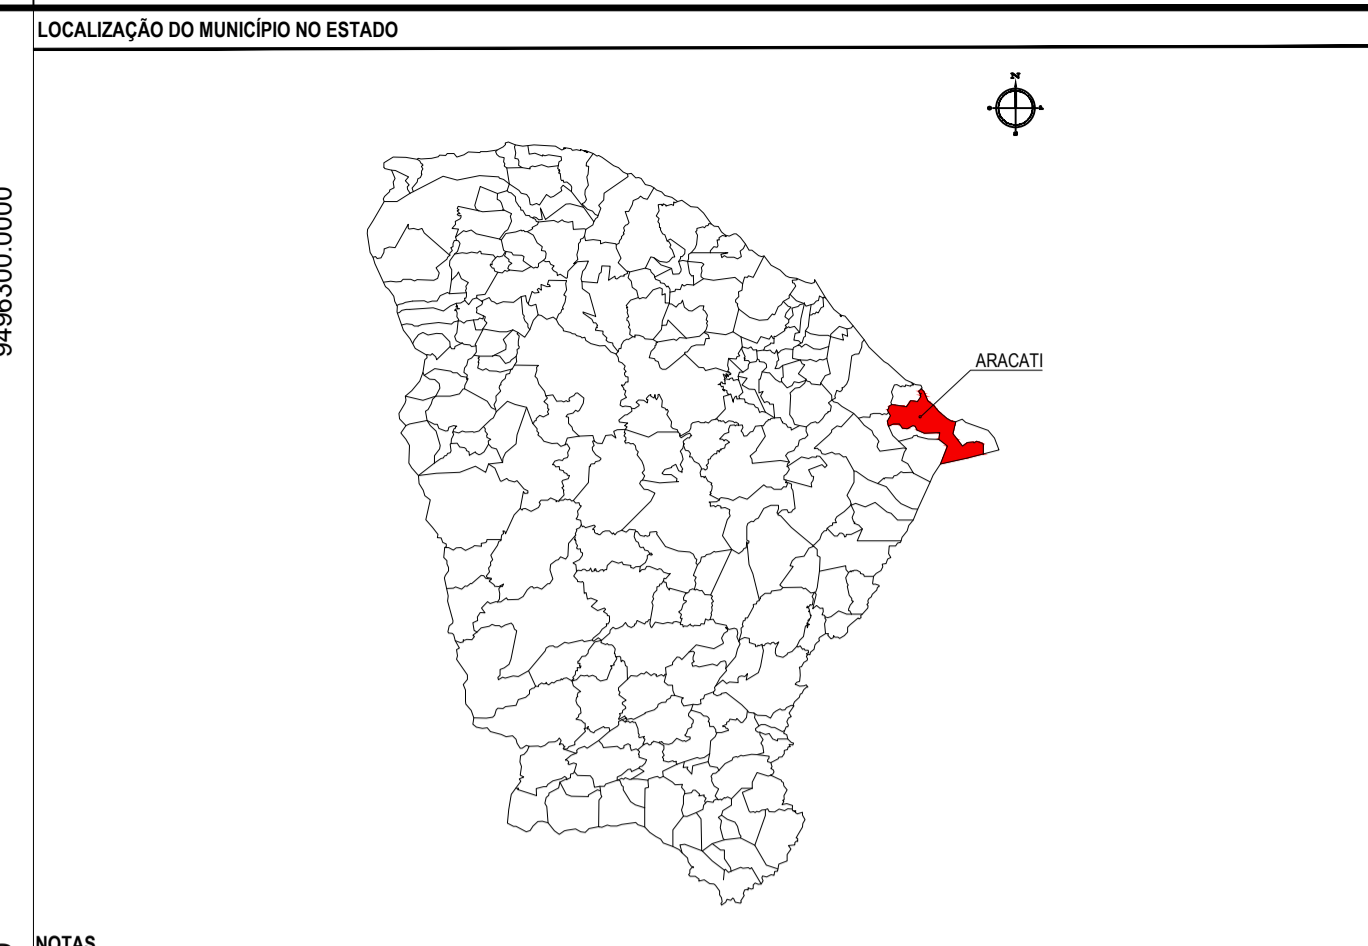 LOCALIZAÇÃO DO MUNICÍPIO NO ESTADO
N
9496300.0000
ARACATI
NOTAS